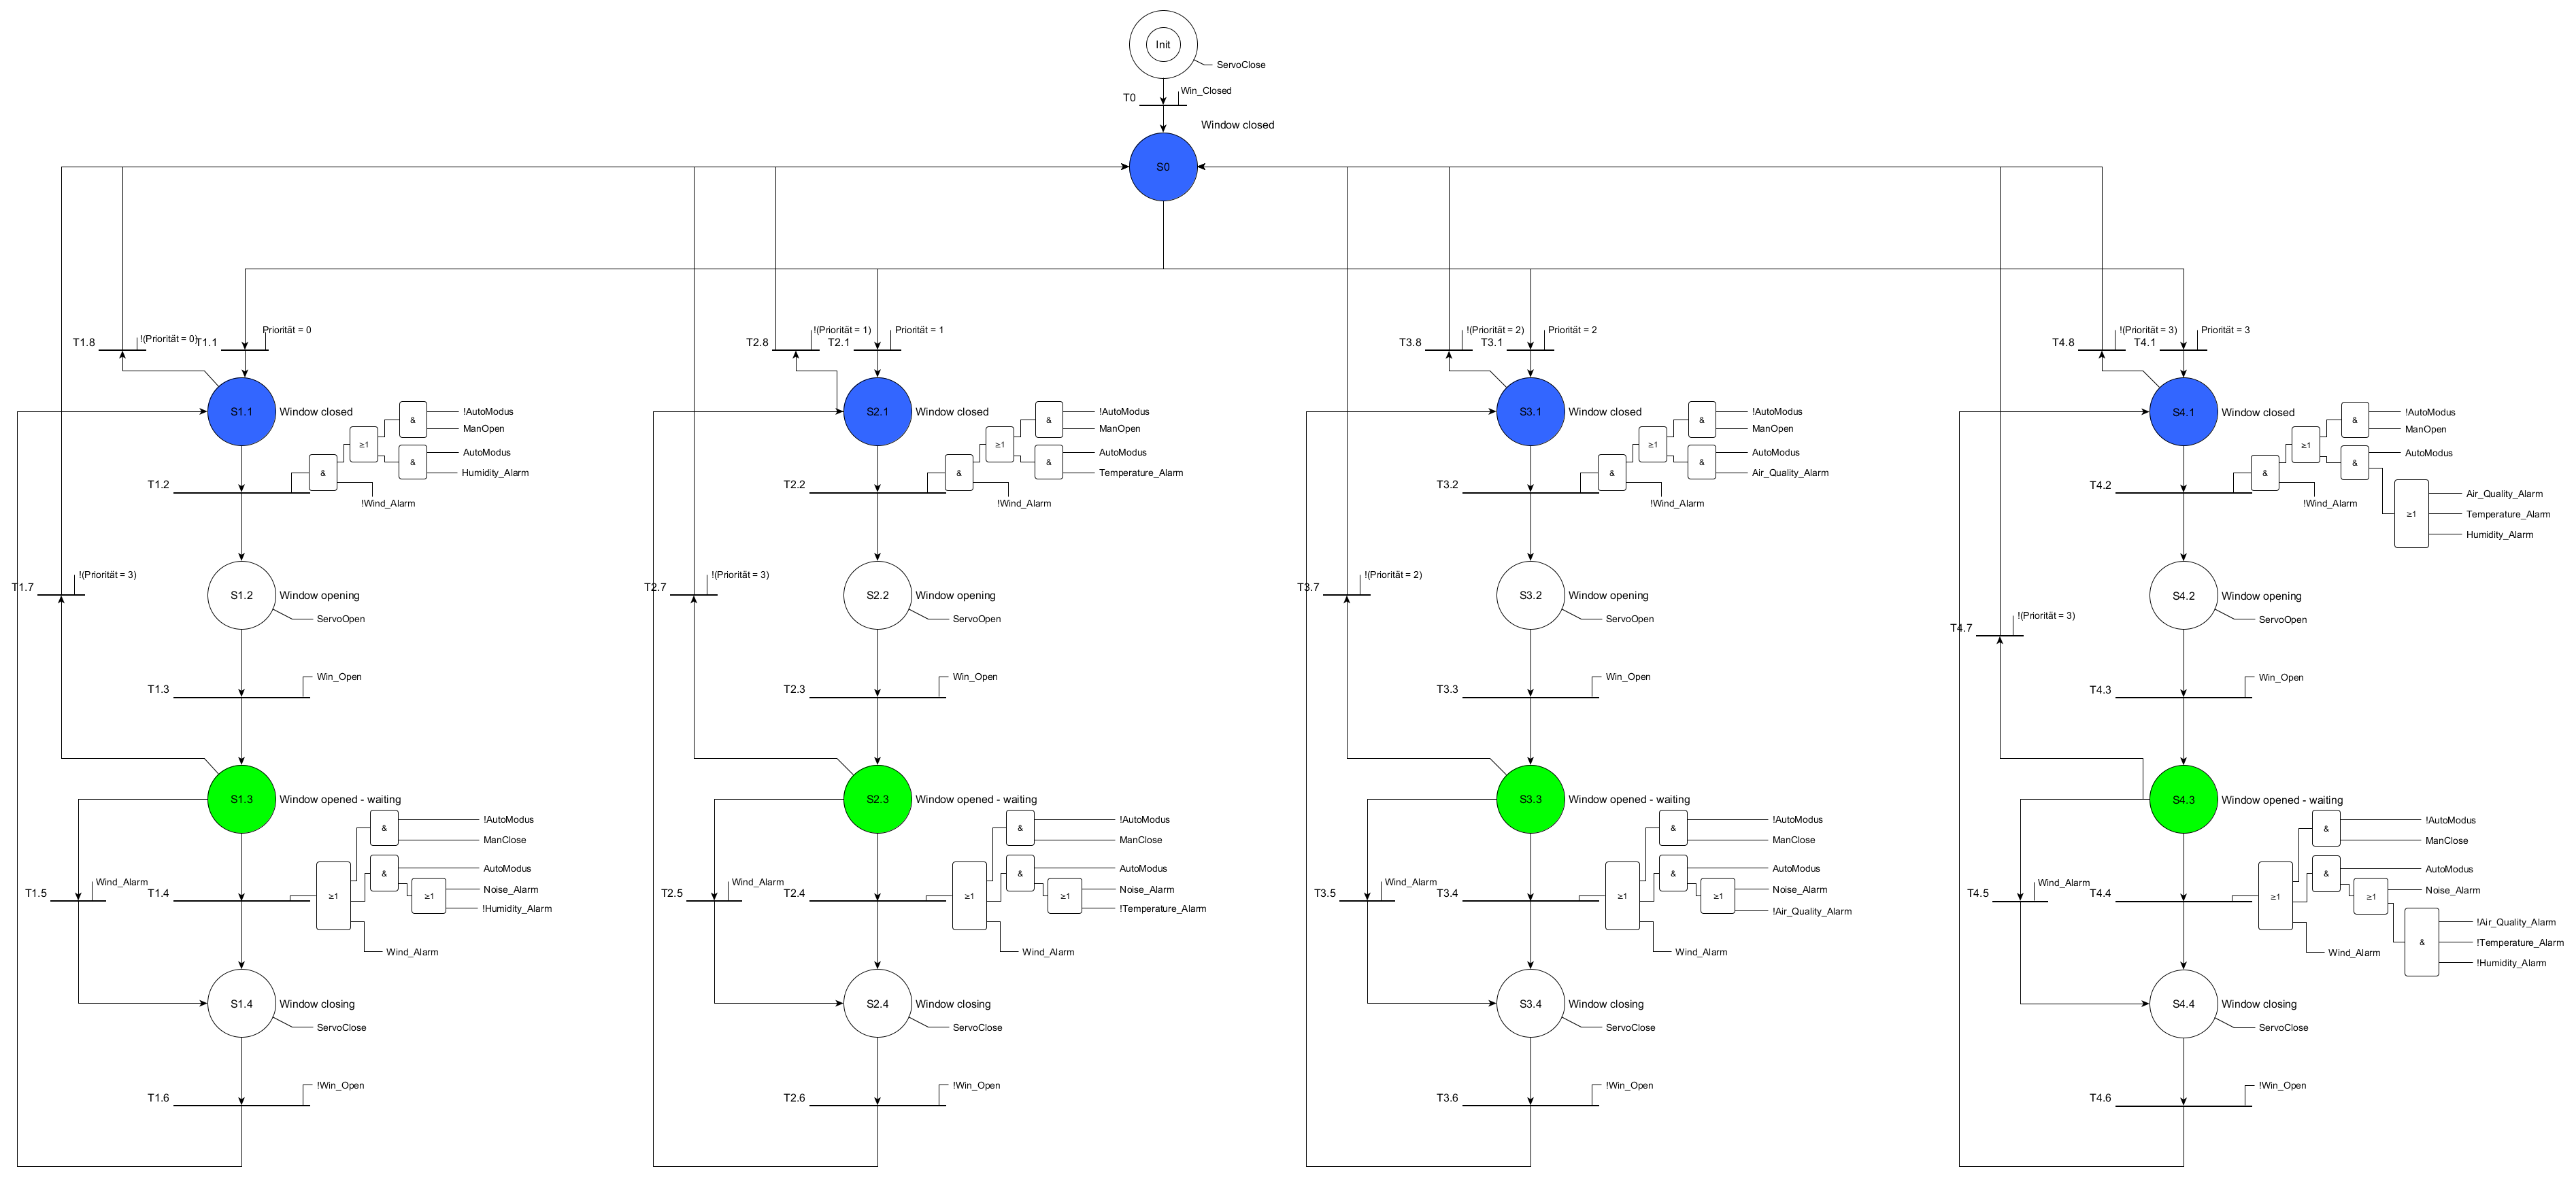 Init
ServoClose
T0
Win_Closed
Window closed
S0
T1.8
!(Priorität = 0)
T1.1
Priorität = 0
S1.1
Window closed
&
!AutoModus
ManOpen
≥1
&
AutoModus
Humidity_Alarm
&
!Wind_Alarm
T1.2
T1.7
!(Priorität = 3)
S1.2
Window opening
ServoOpen
T1.3
Win_Open
S1.3
Window opened - waiting
&
!AutoModus
ManClose
&
AutoModus
≥1
≥1
Noise_Alarm
!Humidity_Alarm
Wind_Alarm
T1.5
Wind_Alarm
T1.4
S1.4
Window closing
ServoClose
T1.6
!Win_Open
T2.8
!(Priorität = 1)
T2.1
Priorität = 1
S2.1
Window closed
&
!AutoModus
ManOpen
≥1
&
AutoModus
Temperature_Alarm
&
!Wind_Alarm
T2.2
T2.7
!(Priorität = 3)
S2.2
Window opening
ServoOpen
T2.3
Win_Open
S2.3
Window opened - waiting
&
!AutoModus
ManClose
&
AutoModus
≥1
≥1
Noise_Alarm
!Temperature_Alarm
Wind_Alarm
T2.5
Wind_Alarm
T2.4
S2.4
Window closing
ServoClose
T2.6
!Win_Open
T3.8
!(Priorität = 2)
T3.1
Priorität = 2
S3.1
Window closed
&
!AutoModus
ManOpen
≥1
&
AutoModus
Air_Quality_Alarm
&
!Wind_Alarm
T3.2
T3.7
!(Priorität = 2)
S3.2
Window opening
ServoOpen
T3.3
Win_Open
S3.3
Window opened - waiting
&
!AutoModus
ManClose
&
AutoModus
≥1
≥1
Noise_Alarm
!Air_Quality_Alarm
Wind_Alarm
T3.5
Wind_Alarm
T3.4
S3.4
Window closing
ServoClose
T3.6
!Win_Open
T4.8
!(Priorität = 3)
T4.1
Priorität = 3
S4.1
Window closed
&
!AutoModus
ManOpen
≥1
&
AutoModus
&
!Wind_Alarm
≥1
Air_Quality_Alarm
Temperature_Alarm
Humidity_Alarm
T4.2
T4.7
!(Priorität = 3)
S4.2
Window opening
ServoOpen
T4.3
Win_Open
S4.3
Window opened - waiting
&
!AutoModus
ManClose
&
AutoModus
≥1
≥1
Noise_Alarm
&
!Air_Quality_Alarm
!Temperature_Alarm
!Humidity_Alarm
Wind_Alarm
T4.5
Wind_Alarm
T4.4
S4.4
Window closing
ServoClose
T4.6
!Win_Open